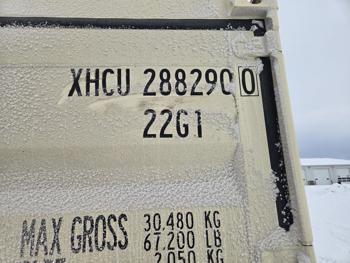 XHCU 288290 0
22G1
MAX GROSS 30.480 KG
67.200 LB
2.050 KG